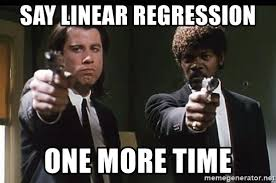 SAY LINEAR REGRESSION
ONE MORE TIME
memegenerator.net